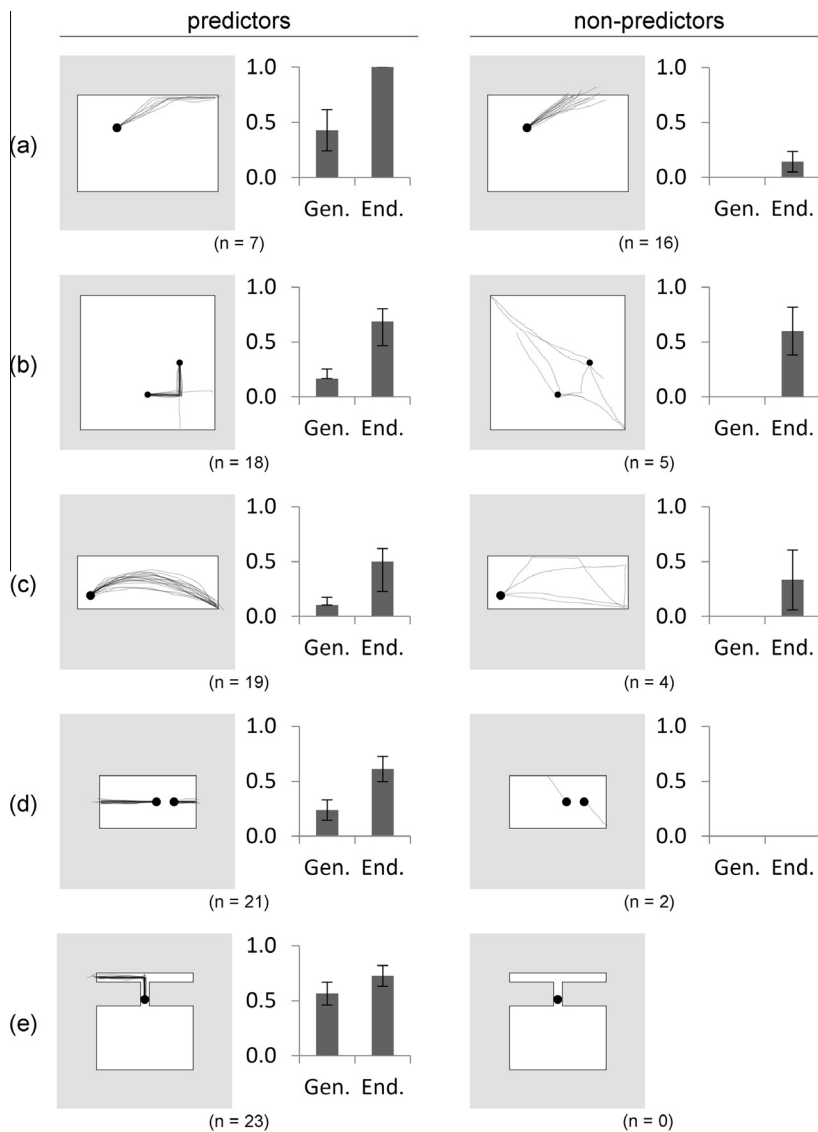 predictors non-predictors
(a)
1.0 1.0
0.5 0.5
0.0 0.0
Gen. End. Gen. End.
(n = 7) (n = 16)
(b)
1.0 1.0
0.5 0.5
0.0 0.0
Gen. End. Gen. End.
(n = 18) (n = 5)
(c)
1.0 1.0
0.5 0.5
0.0 0.0
Gen. End. Gen. End.
(n = 19) (n = 4)
(d)
1.0 1.0
0.5 0.5
0.0 0.0
Gen. End. Gen. End.
(n = 21) (n = 2)
(e)
1.0
0.5
0.0
Gen. End.
(n = 23) (n = 0)